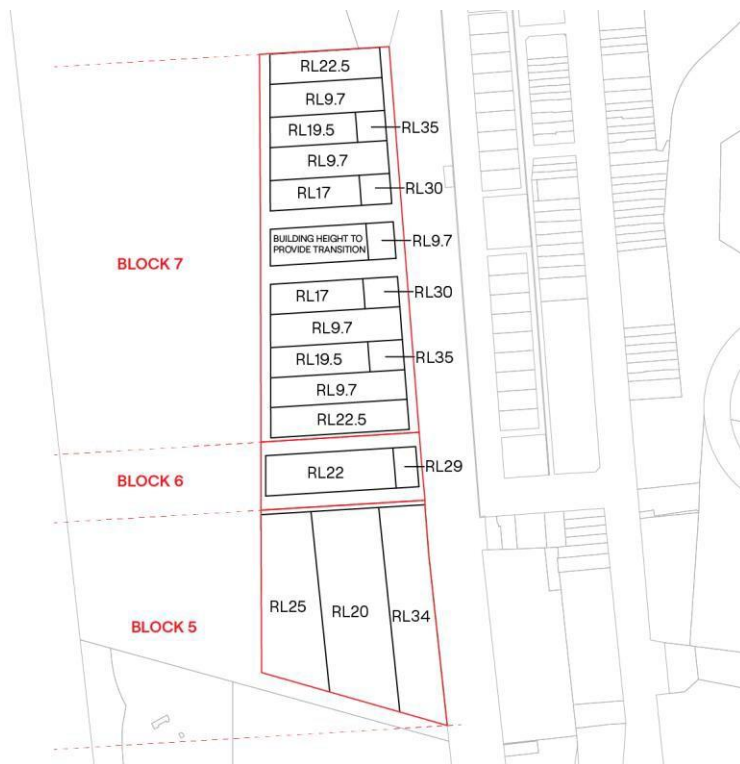 RL22.5
RL9.7
RL19.5
RL35
RL9.7
RL17
RL30
BUILDING HEIGHT TO
PROVIDE TRANSITION
RL9.7
BLOCK 7
RL17
RL30
RL9.7
RL19.5
RL35
RL9.7
RL22.5
BLOCK 6
RL22
RL29
BLOCK 5
RL25
RL20
RL34